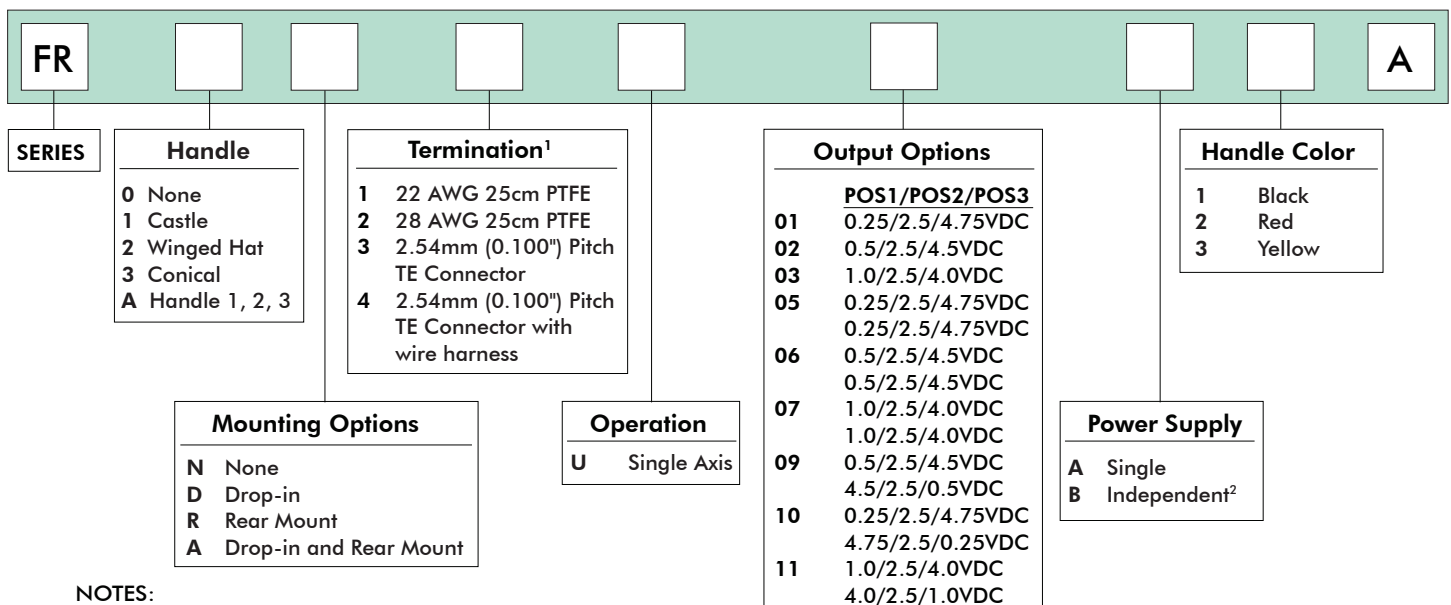 FR
A
SERIES
Handle
0 None
1 Castle
2 Winged Hat
3 Conical
A Handle 1, 2, 3
Termination¹
1 22 AWG 25cm PTFE
2 28 AWG 25cm PTFE
3 2.54mm (0.100") Pitch
TE Connector
4 2.54mm (0.100") Pitch
TE Connector with
wire harness
Output Options
POS1/POS2/POS3
01 0.25/2.5/4.75VDC
02 0.5/2.5/4.5VDC
03 1.0/2.5/4.0VDC
05 0.25/2.5/4.75VDC
0.25/2.5/4.75VDC
06 0.5/2.5/4.5VDC
0.5/2.5/4.5VDC
07 1.0/2.5/4.0VDC
1.0/2.5/4.0VDC
09 0.5/2.5/4.5VDC
4.5/2.5/0.5VDC
10 0.25/2.5/4.75VDC
4.75/2.5/0.25VDC
11 1.0/2.5/4.0VDC
4.0/2.5/1.0VDC
Handle Color
1 Black
2 Red
3 Yellow
Mounting Options
N None
D Drop-in
R Rear Mount
A Drop-in and Rear Mount
Operation
U Single Axis
Power Supply
A Single
B Independent²
NOTES: